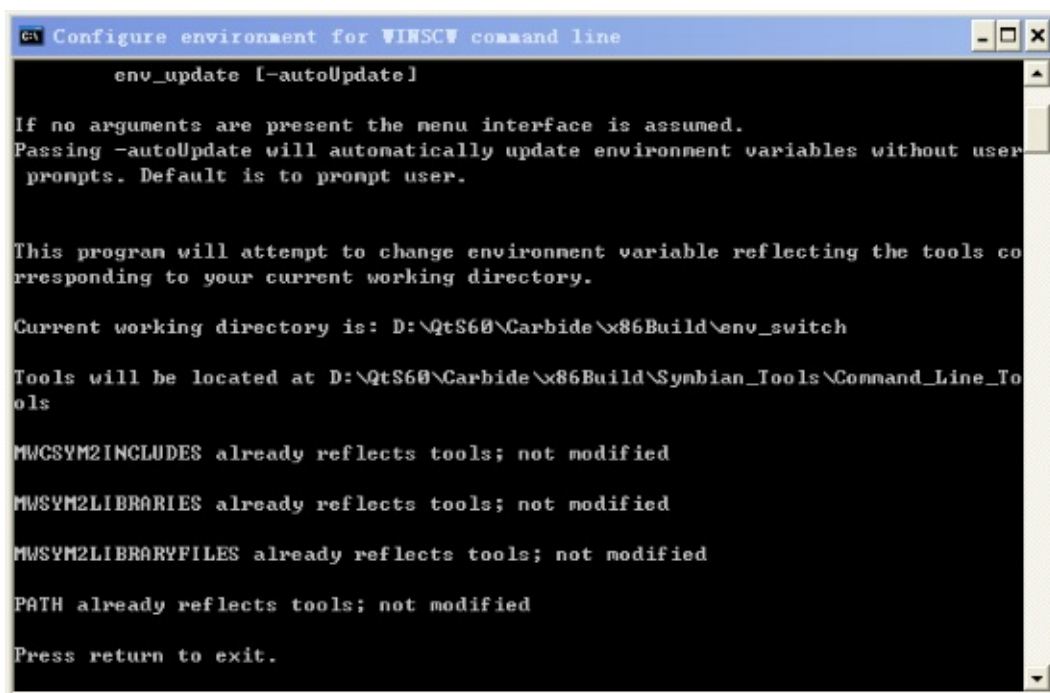 Configure environment for WINSCW command line
env_update [-autoUpdate]
If no arguments are present the menu interface is assumed.
Passing -autoUpdate will automatically update environment variables without user
prompts. Default is to prompt user.
This program will attempt to change environment variable reflecting the tools co
rresponding to your current working directory.
Current working directory is: D:\QtS60\Carbide\x86Build\env_switch
Tools will be located at D:\QtS60\Carbide\x86Build\Symbian_Tools\Command_Line_To
ols
MWCSYM2INCLUDES already reflects tools; not modified
MWSYM2LIBRARIES already reflects tools; not modified
MWSYM2LIBRARYFILES already reflects tools; not modified
PATH already reflects tools; not modified
Press return to exit.